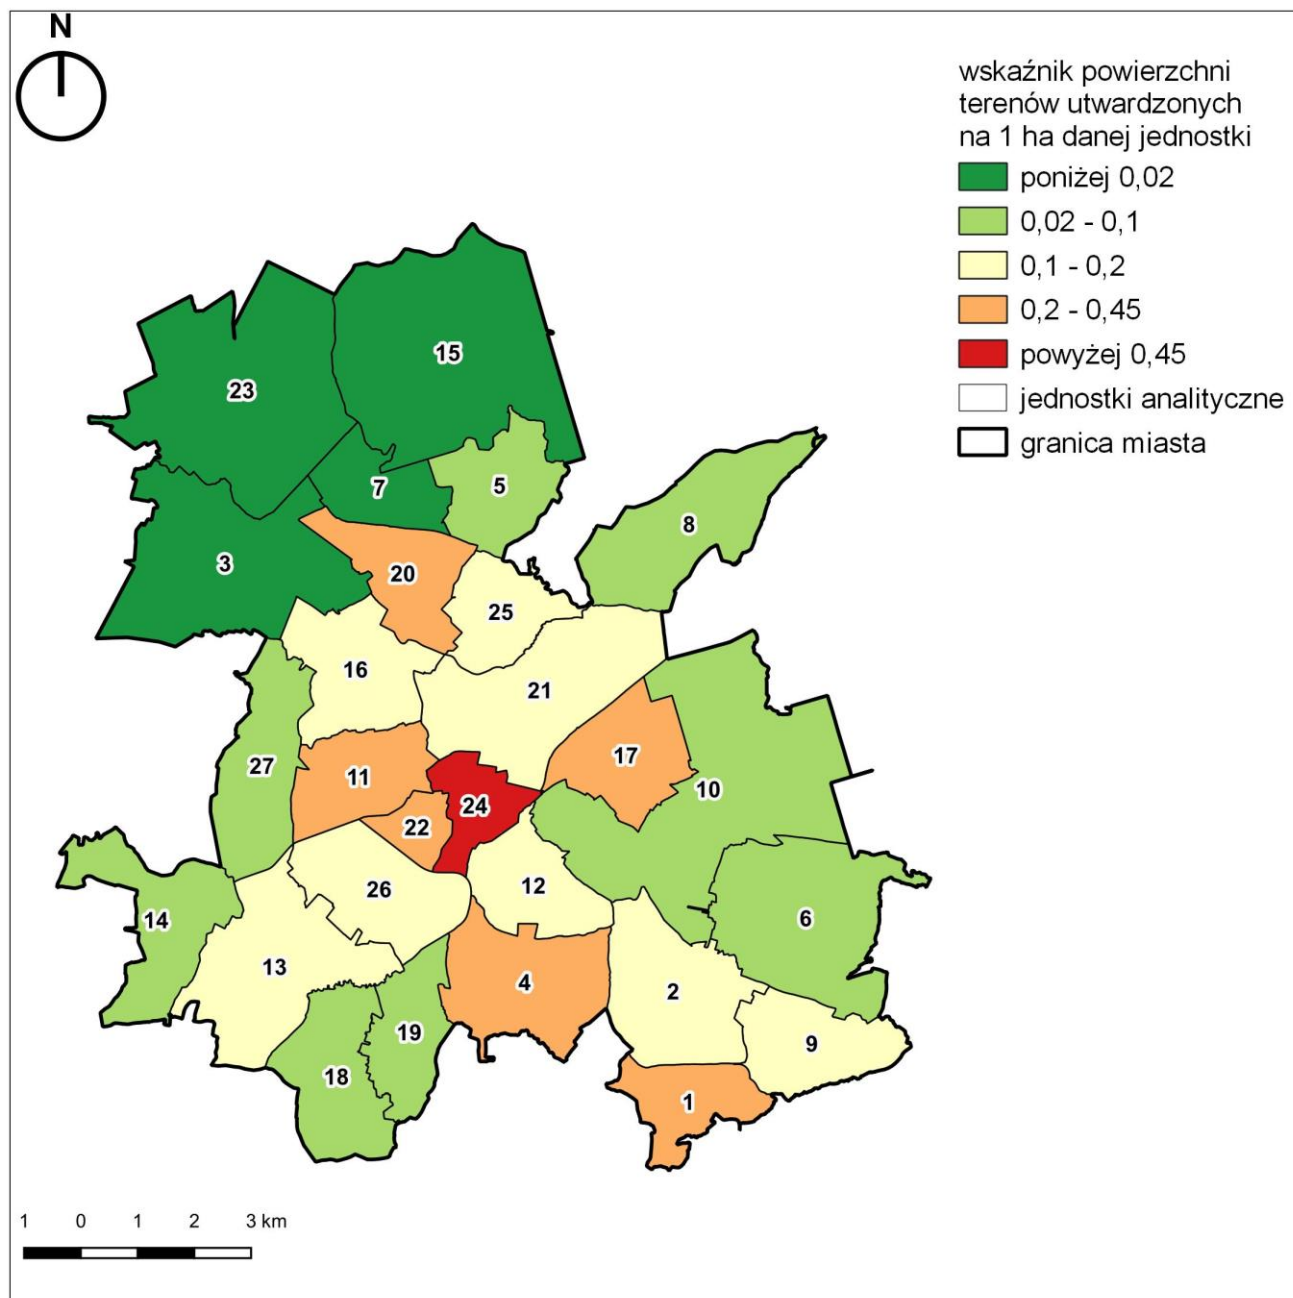 N
wskaźnik powierzchni
terenów utwardzonych
na 1 ha danej jednostki
poniżej 0,02
0,02 - 0,1
0,1 - 0,2
0,2 - 0,45
powyżej 0,45
jednostki analityczne
granica miasta
15
23
7
5
8
3
20
25
16
21
27
11
17
10
24
22
26
12
14
6
13
4
2
19
9
18
1
1 0 1 2 3 km